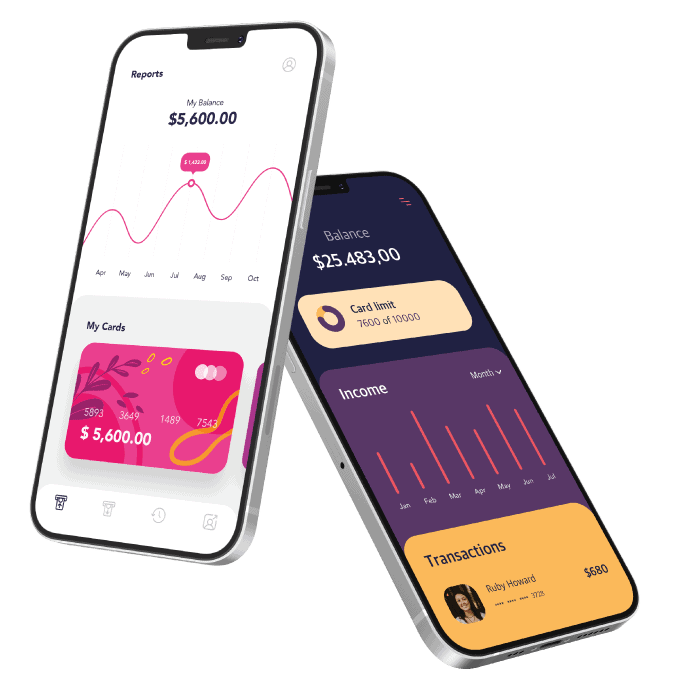 Reports
My Balance
$5,600.00
$ 1,423.00
Apr May Jun Jul Aug Sep Oct
My Cards
5893 3649 1489 7543
$ 5,600.00
Balance
$25.483,00
Card limit
7600 of 10000
Income
Month
Jan Feb Mar Apr May Jun Jul
Transactions
Ruby Howard
$680
•••• •••• •••• 3728